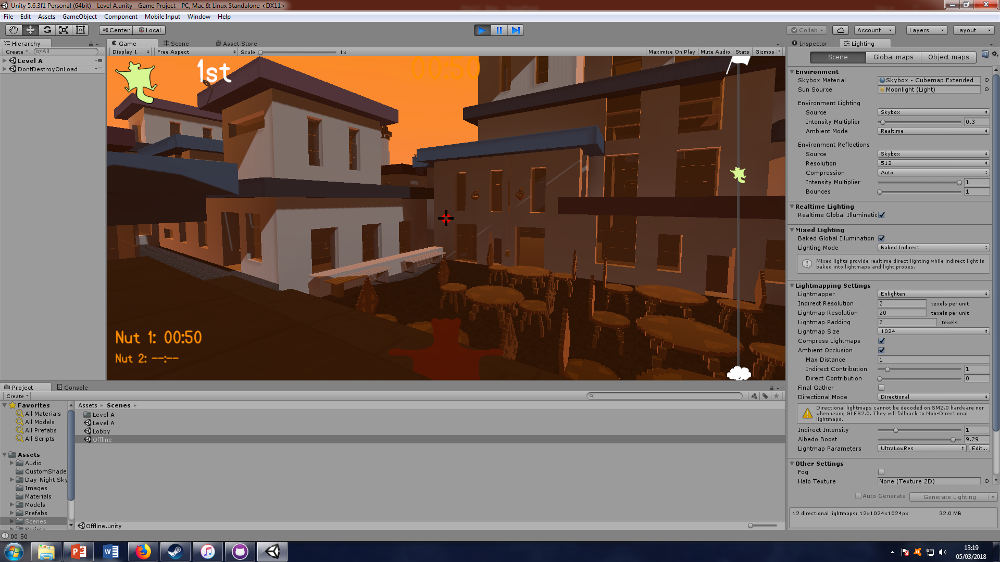 Unity 5.6.3f1 Personal (64bit) - Level A.unity - Game Project - PC, Mac & Linux Standalone <DX11>
File Edit Assets GameObject Component Mobile Input Window Help
Center Local
Collab Account Layers Layout
Hierarchy
Create All
Level A
DontDestroyOnLoad
Game Scene Asset Store
Display 1 Free Aspect Scale 1x Maximize On Play Mute Audio Stats Gizmos
1st
00:50
Nut 1: 00:50
Nut 2: --:--
Inspector Lighting
Scene Global maps Object maps
Environment
Skybox Material Skybox - Cubemap Extended
Sun Source Moonlight (Light)
Environment Lighting
Source Skybox
Intensity Multiplier 0.3
Ambient Mode Realtime
Environment Reflections
Source Skybox
Resolution 512
Compression Auto
Intensity Multiplier 1
Bounces 1
Realtime Lighting
Realtime Global Illuminatic
Mixed Lighting
Baked Global Illumination
Lighting Mode Baked Indirect
Mixed lights provide realtime direct lighting while indirect light is
baked into lightmaps and light probes.
Lightmapping Settings
Lightmapper Enlighten
Indirect Resolution 2 texels per unit
Lightmap Resolution 20 texels per unit
Lightmap Padding 2 texels
Lightmap Size 1024
Compress Lightmaps
Ambient Occlusion
Max Distance 1
Indirect Contribution 1
Direct Contribution 0
Final Gather
Directional Mode Directional
Directional lightmaps cannot be decoded on SM2.0 hardware nor
when using GLES2.0. They will fallback to Non-Directional
lightmaps.
Indirect Intensity 1
Albedo Boost 9.29
Lightmap Parameters UltraLowRes Edit...
Other Settings
Fog
Halo Texture None (Texture 2D)
Auto Generate Generate Lighting
12 directional lightmaps: 12x1024x1024px 32.0 MB
Project Console
Create
Favorites
All Materials
All Models
All Prefabs
All Scripts
Assets
Audio
CustomShade
Day-Night Sky
Images
Materials
Models
Prefabs
Scenes
Scripts
Assets Scenes
Level A
Level A
Lobby
Offline
Offline.unity
00:50
13:19
05/03/2018